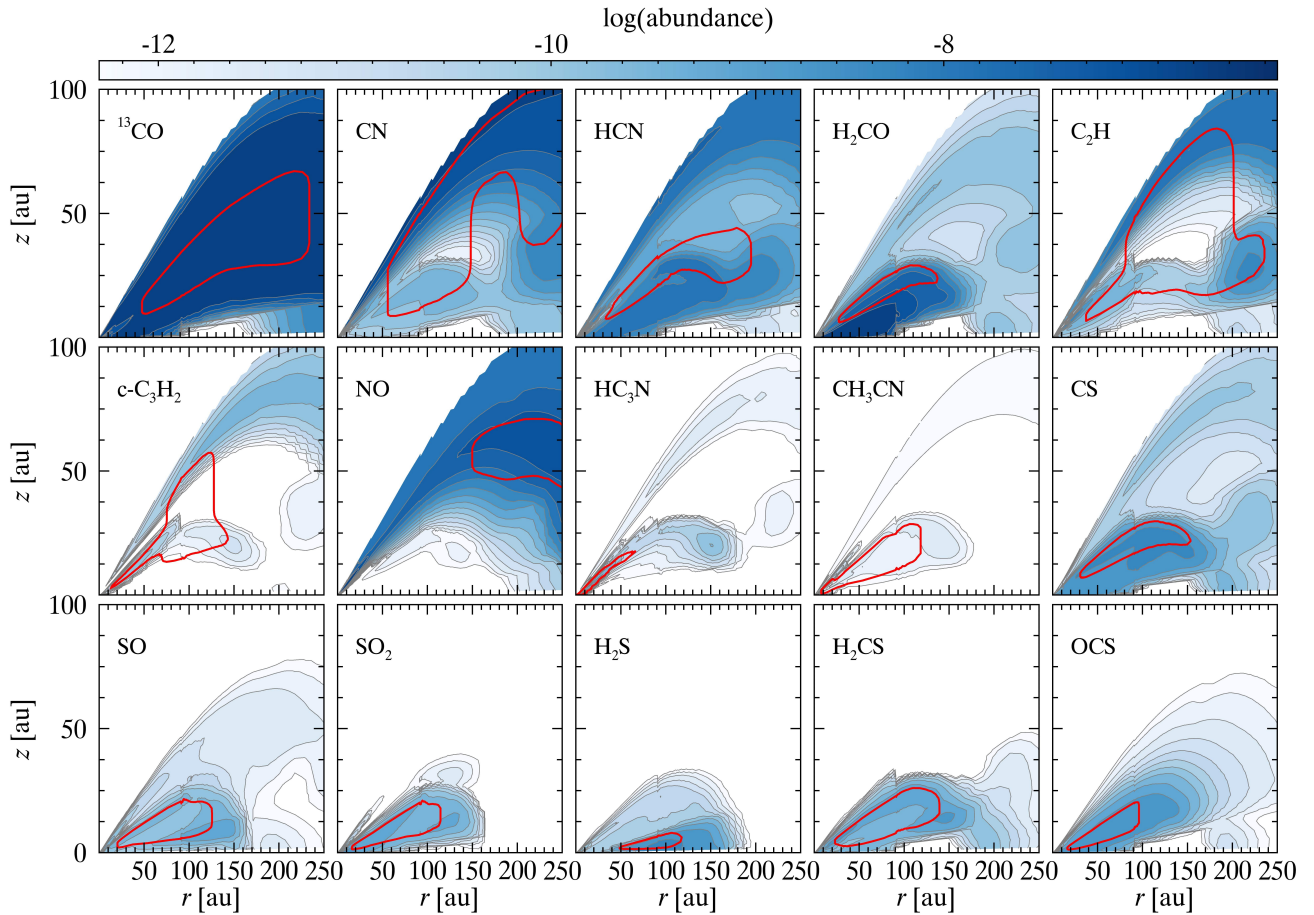 log(abundance)
-12 -10 -8
100 ¹³CO CN HCN H₂CO C₂H
z [au] 50
0
100 c-C₃H₂ NO HC₃N CH₃CN CS
z [au] 50
0
100 SO SO₂ H₂S H₂CS OCS
z [au] 50
0
50 100 150 200 250 50 100 150 200 250 50 100 150 200 250 50 100 150 200 250 50 100 150 200 250
r [au] r [au] r [au] r [au] r [au]